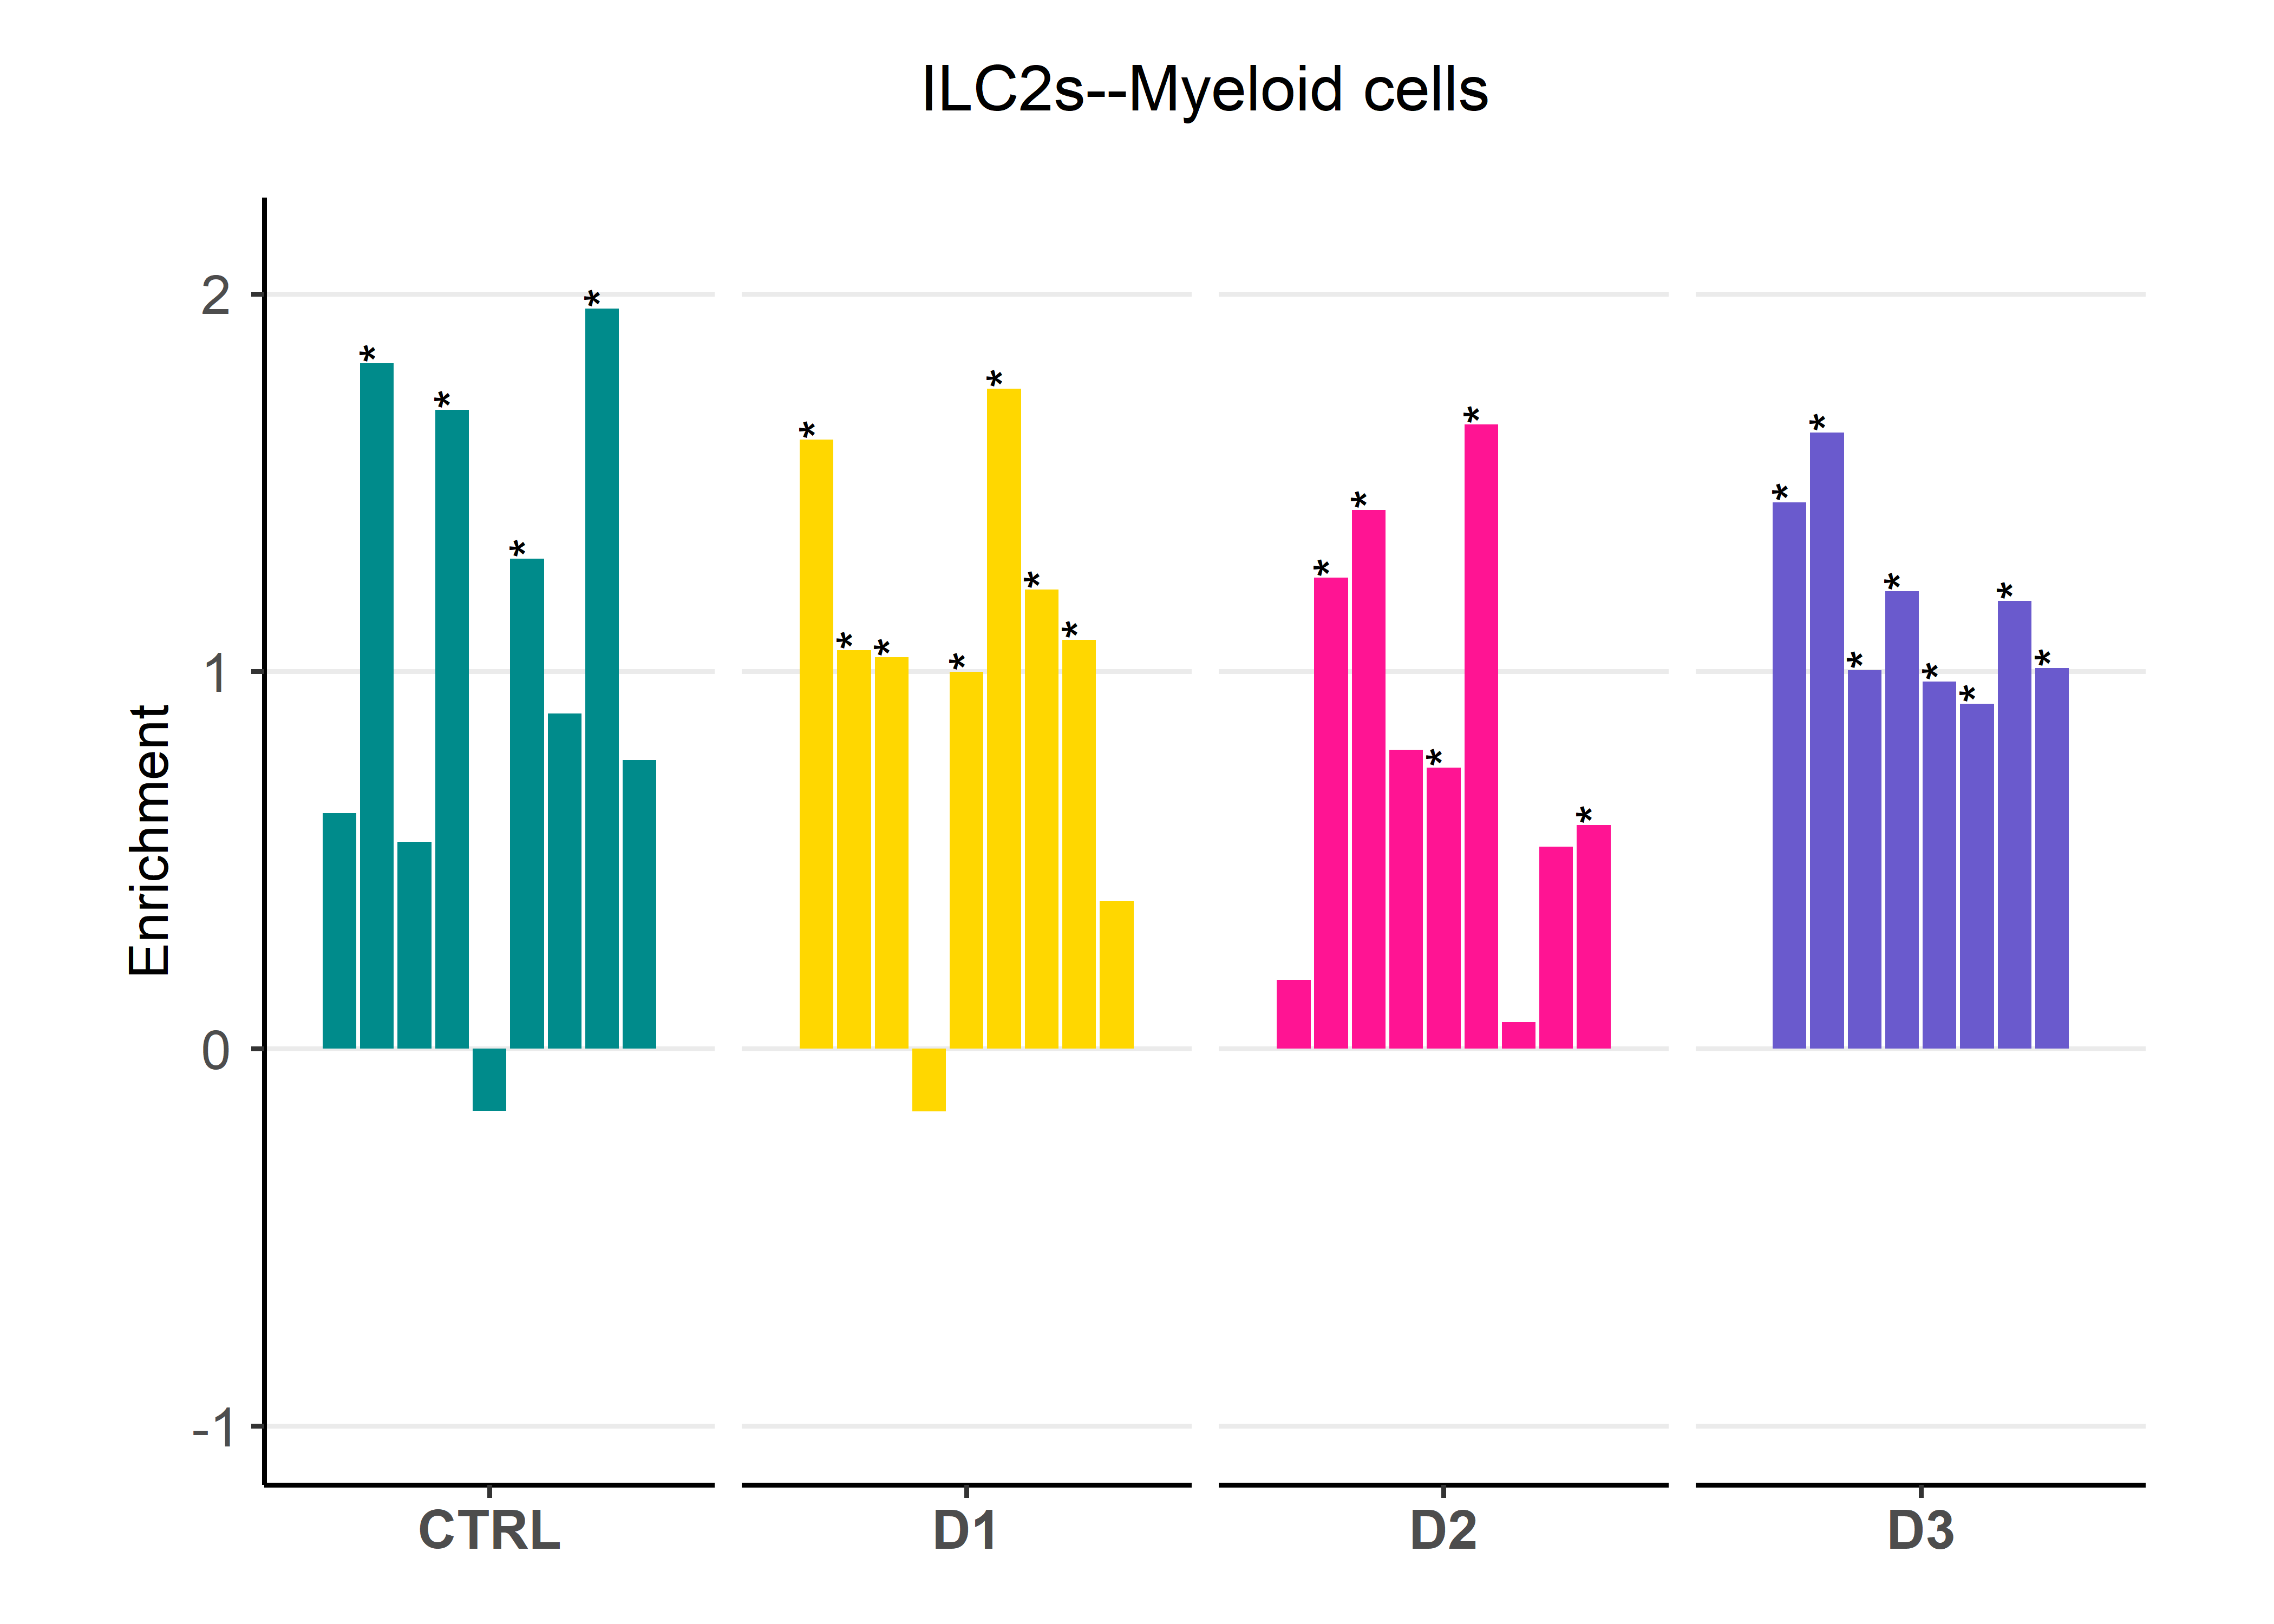 ILC2s--Myeloid cells
Enrichment
2
1
0
-1
* * * *
* * * * * * *
* * * * *
* * * * * * * *
CTRL D1 D2 D3